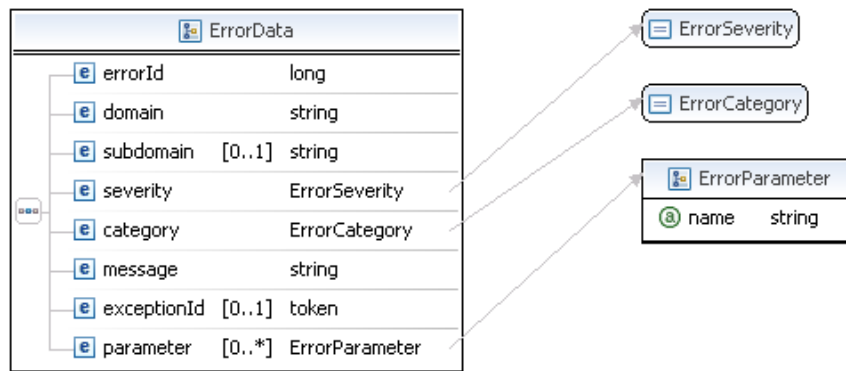 ErrorData
e errorId long
e domain string
e subdomain [0..1] string
e severity ErrorSeverity
e category ErrorCategory
e message string
e exceptionId [0..1] token
e parameter [0..*] ErrorParameter
ErrorSeverity
ErrorCategory
ErrorParameter
a name string